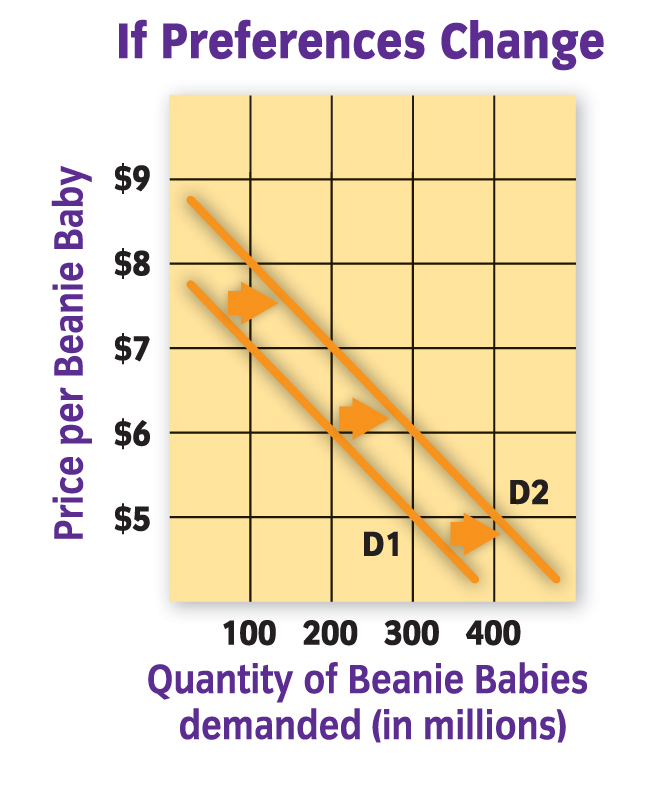 If Preferences Change
Price per Beanie Baby
$9
$8
$7
$6
$5
D2
D1
100 200 300 400
Quantity of Beanie Babies
demanded (in millions)